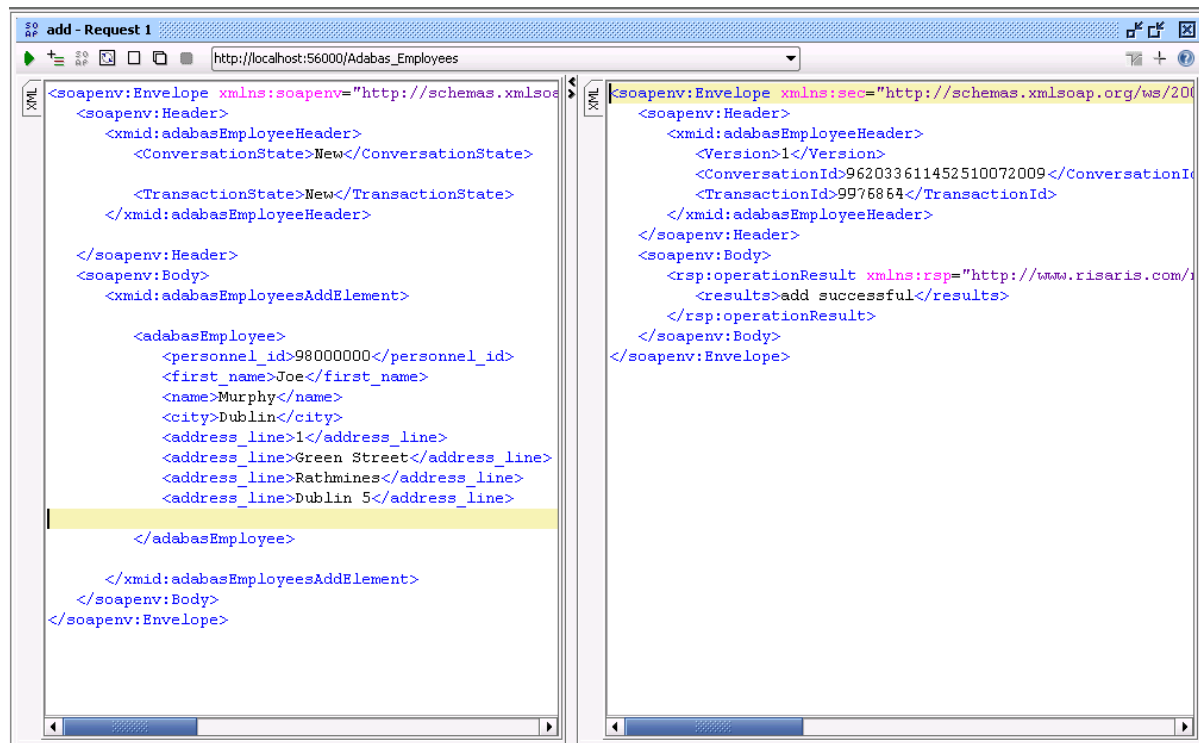 SO AP add - Request 1
SO AP http://localhost:56000/Adabas_Employees
XML
<soapenv:Envelope xmlns:soapenv="http://schemas.xmlsoa
<soapenv:Header>
<xmid:adabasEmployeeHeader>
<ConversationState>New</ConversationState>
<TransactionState>New</TransactionState>
</xmid:adabasEmployeeHeader>
</soapenv:Header>
<soapenv:Body>
<xmid:adabasEmployeesAddElement>
<adabasEmployee>
<personnel_id>98000000</personnel_id>
<first_name>Joe</first_name>
<name>Murphy</name>
<city>Dublin</city>
<address_line>1</address_line>
<address_line>Green Street</address_line>
<address_line>Rathmines</address_line>
<address_line>Dublin 5</address_line>
</adabasEmployee>
</xmid:adabasEmployeesAddElement>
</soapenv:Body>
</soapenv:Envelope>
XML
<soapenv:Envelope xmlns:sec="http://schemas.xmlsoap.org/ws/200
<soapenv:Header>
<xmid:adabasEmployeeHeader>
<Version>1</Version>
<ConversationId>962033611452510072009</ConversationId
<TransactionId>9976864</TransactionId>
</xmid:adabasEmployeeHeader>
</soapenv:Header>
<soapenv:Body>
<rsp:operationResult xmlns:rsp="http://www.risaris.com/
<results>add successful</results>
</rsp:operationResult>
</soapenv:Body>
</soapenv:Envelope>